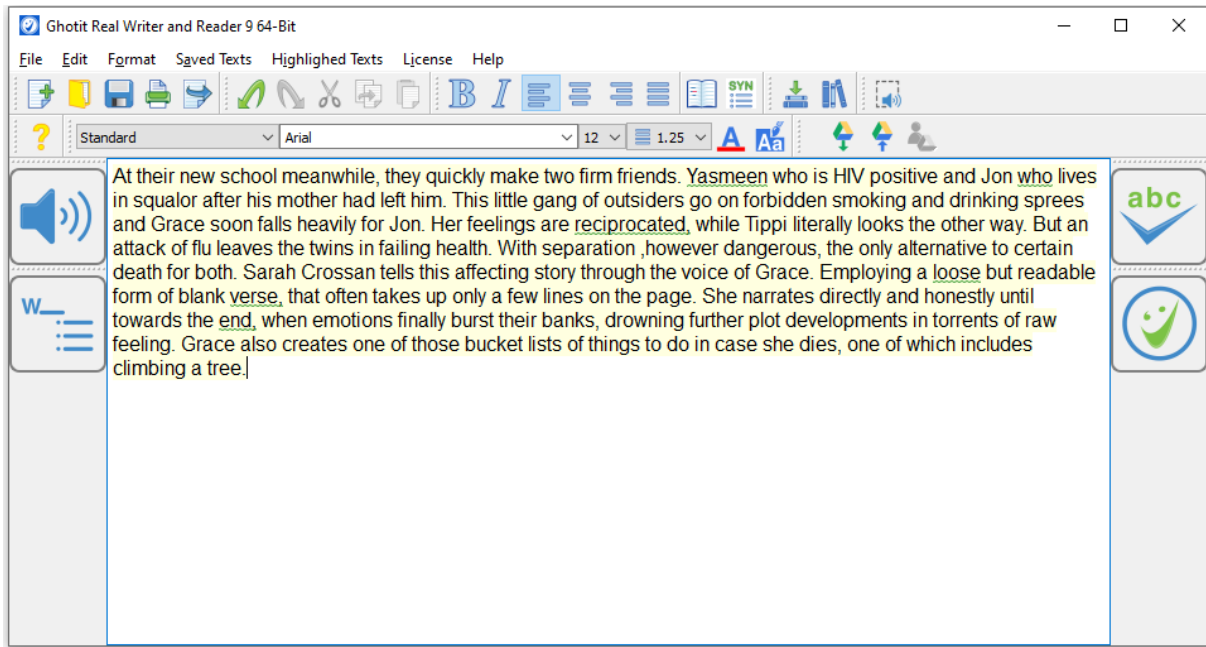 Ghotit Real Writer and Reader 9 64-Bit
File Edit Format Saved Texts Highlighed Texts License Help
B I SYN
? Standard Arial 12 1.25 A Aa
At their new school meanwhile, they quickly make two firm friends. Yasmeen who is HIV positive and Jon who lives
in squalor after his mother had left him. This little gang of outsiders go on forbidden smoking and drinking sprees
and Grace soon falls heavily for Jon. Her feelings are reciprocated, while Tippi literally looks the other way. But an
attack of flu leaves the twins in failing health. With separation ,however dangerous, the only alternative to certain
death for both. Sarah Crossan tells this affecting story through the voice of Grace. Employing a loose but readable
form of blank verse, that often takes up only a few lines on the page. She narrates directly and honestly until
towards the end, when emotions finally burst their banks, drowning further plot developments in torrents of raw
feeling. Grace also creates one of those bucket lists of things to do in case she dies, one of which includes
climbing a tree.
abc
W